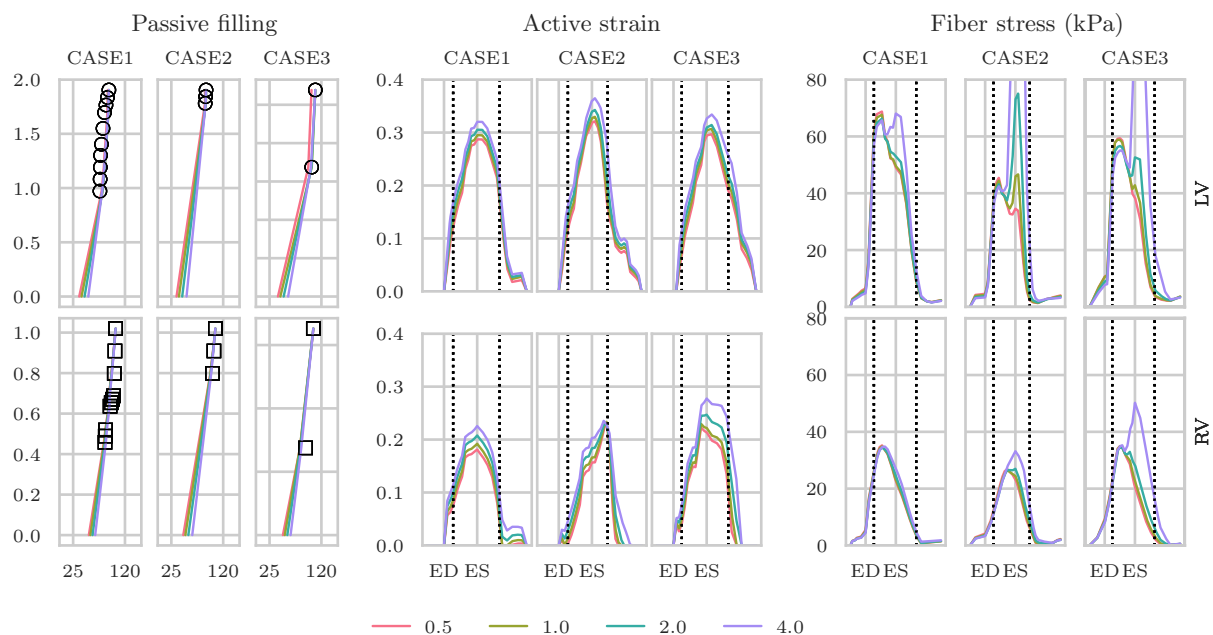 Passive filling Active strain Fiber stress (kPa)
CASE1 CASE2 CASE3 CASE1 CASE2 CASE3 CASE1 CASE2 CASE3
2.0 0.4 80
1.5 0.3 60
1.0 0.2 40
0.5 0.1 20
0.0 0.0 0
LV
1.0 0.4 80
0.8 0.3 60
0.6 0.2 40
0.4 0.1 20
0.2
0.0 0.0 0
RV
25 120 25 120 25 120 ED ES ED ES ED ES ED ES ED ES ED ES
0.5 1.0 2.0 4.0